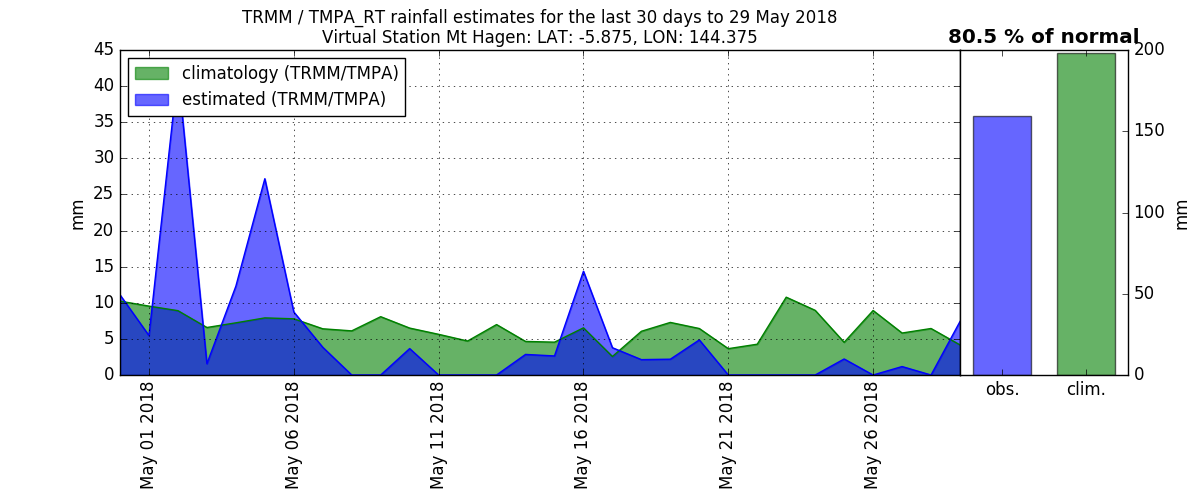 TRMM / TMPA_RT rainfall estimates for the last 30 days to 29 May 2018
Virtual Station Mt Hagen: LAT: -5.875, LON: 144.375
80.5 % of normal
climatology (TRMM/TMPA)
estimated (TRMM/TMPA)
mm
45
40
35
30
25
20
15
10
5
0
May 01 2018
May 06 2018
May 11 2018
May 16 2018
May 21 2018
May 26 2018
200
150
100
50
0
mm
obs.
clim.